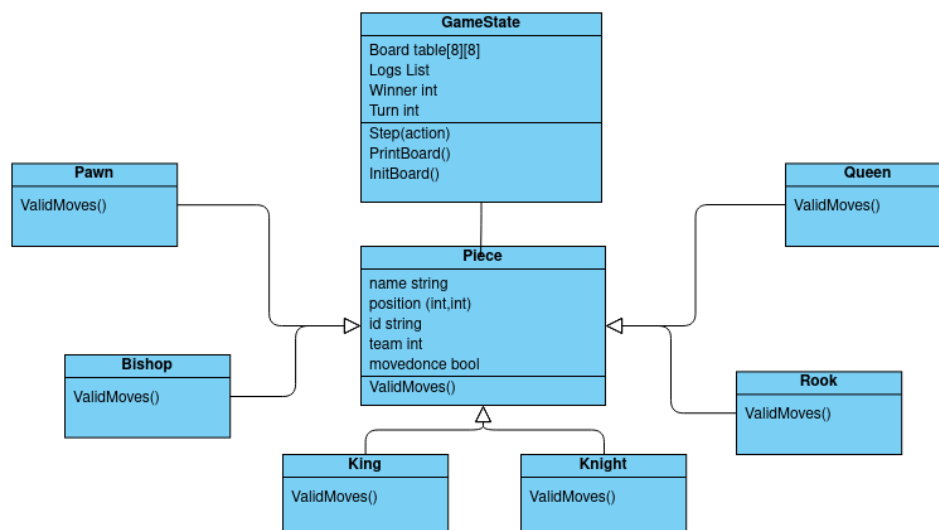 GameState
Board table[8][8]
Logs List
Winner int
Turn int
Step(action)
PrintBoard()
InitBoard()
Pawn
ValidMoves()
Queen
ValidMoves()
Piece
name string
position (int,int)
id string
team int
movedonce bool
ValidMoves()
Bishop
ValidMoves()
Rook
ValidMoves()
King
ValidMoves()
Knight
ValidMoves()